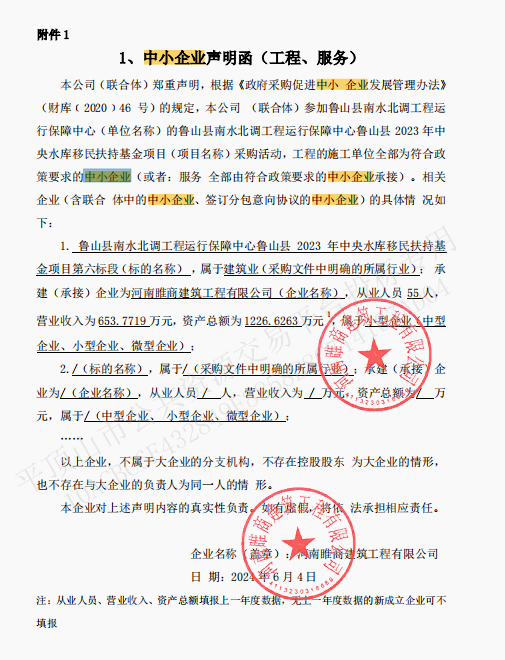 附件 1
1、中小企业声明函（工程、服务）
本公司（联合体）郑重声明，根据《政府采购促进中小 企业发展管理办法》
（财库﹝2020﹞46 号）的规定，本公司 （联合体）参加鲁山县南水北调工程运
行保障中心（单位名称）的鲁山县南水北调工程运行保障中心鲁山县 2023 年中
央水库移民扶持基金项目（项目名称）采购活动，工程的施工单位全部为符合政
策要求的中小企业（或者：服务 全部由符合政策要求的中小企业承接）。相关
企业（含联合 体中的中小企业、签订分包意向协议的中小企业）的具体情 况如
下：
1. 鲁山县南水北调工程运行保障中心鲁山县 2023 年中央水库移民扶持基
金项目第六标段（标的名称），属于建筑业（采购文件中明确的所属行业）； 承
建（承接）企业为河南睢商建筑工程有限公司（企业名称），从业人员 55 人，
营业收入为 653.7719 万元，资产总额为 1226.6263 万元¹，属于小型企业（中型
企业、小型企业、微型企业）；
2. /（标的名称），属于 /（采购文件中明确的所属行业）；承建（承接）企
业为/（企业名称），从业人员 / 人，营业收入为 / 万元，资产总额为/ 万
元，属于/（中型企业、 小型企业、微型企业）；
……
以上企业，不属于大企业的分支机构，不存在控股股东 为大企业的情形，
也不存在与大企业的负责人为同一人的情 形。
本企业对上述声明内容的真实性负责。如有虚假，将依 法承担相应责任。
企业名称（盖章）：河南睢商建筑工程有限公司
日 期：2024 年 6 月 4 日
注：从业人员、营业收入、资产总额填报上一年度数据，无上一年度数据的新成立企业可不
填报
河南睢商建筑工程有限公司
河南睢商建筑工程有限公司